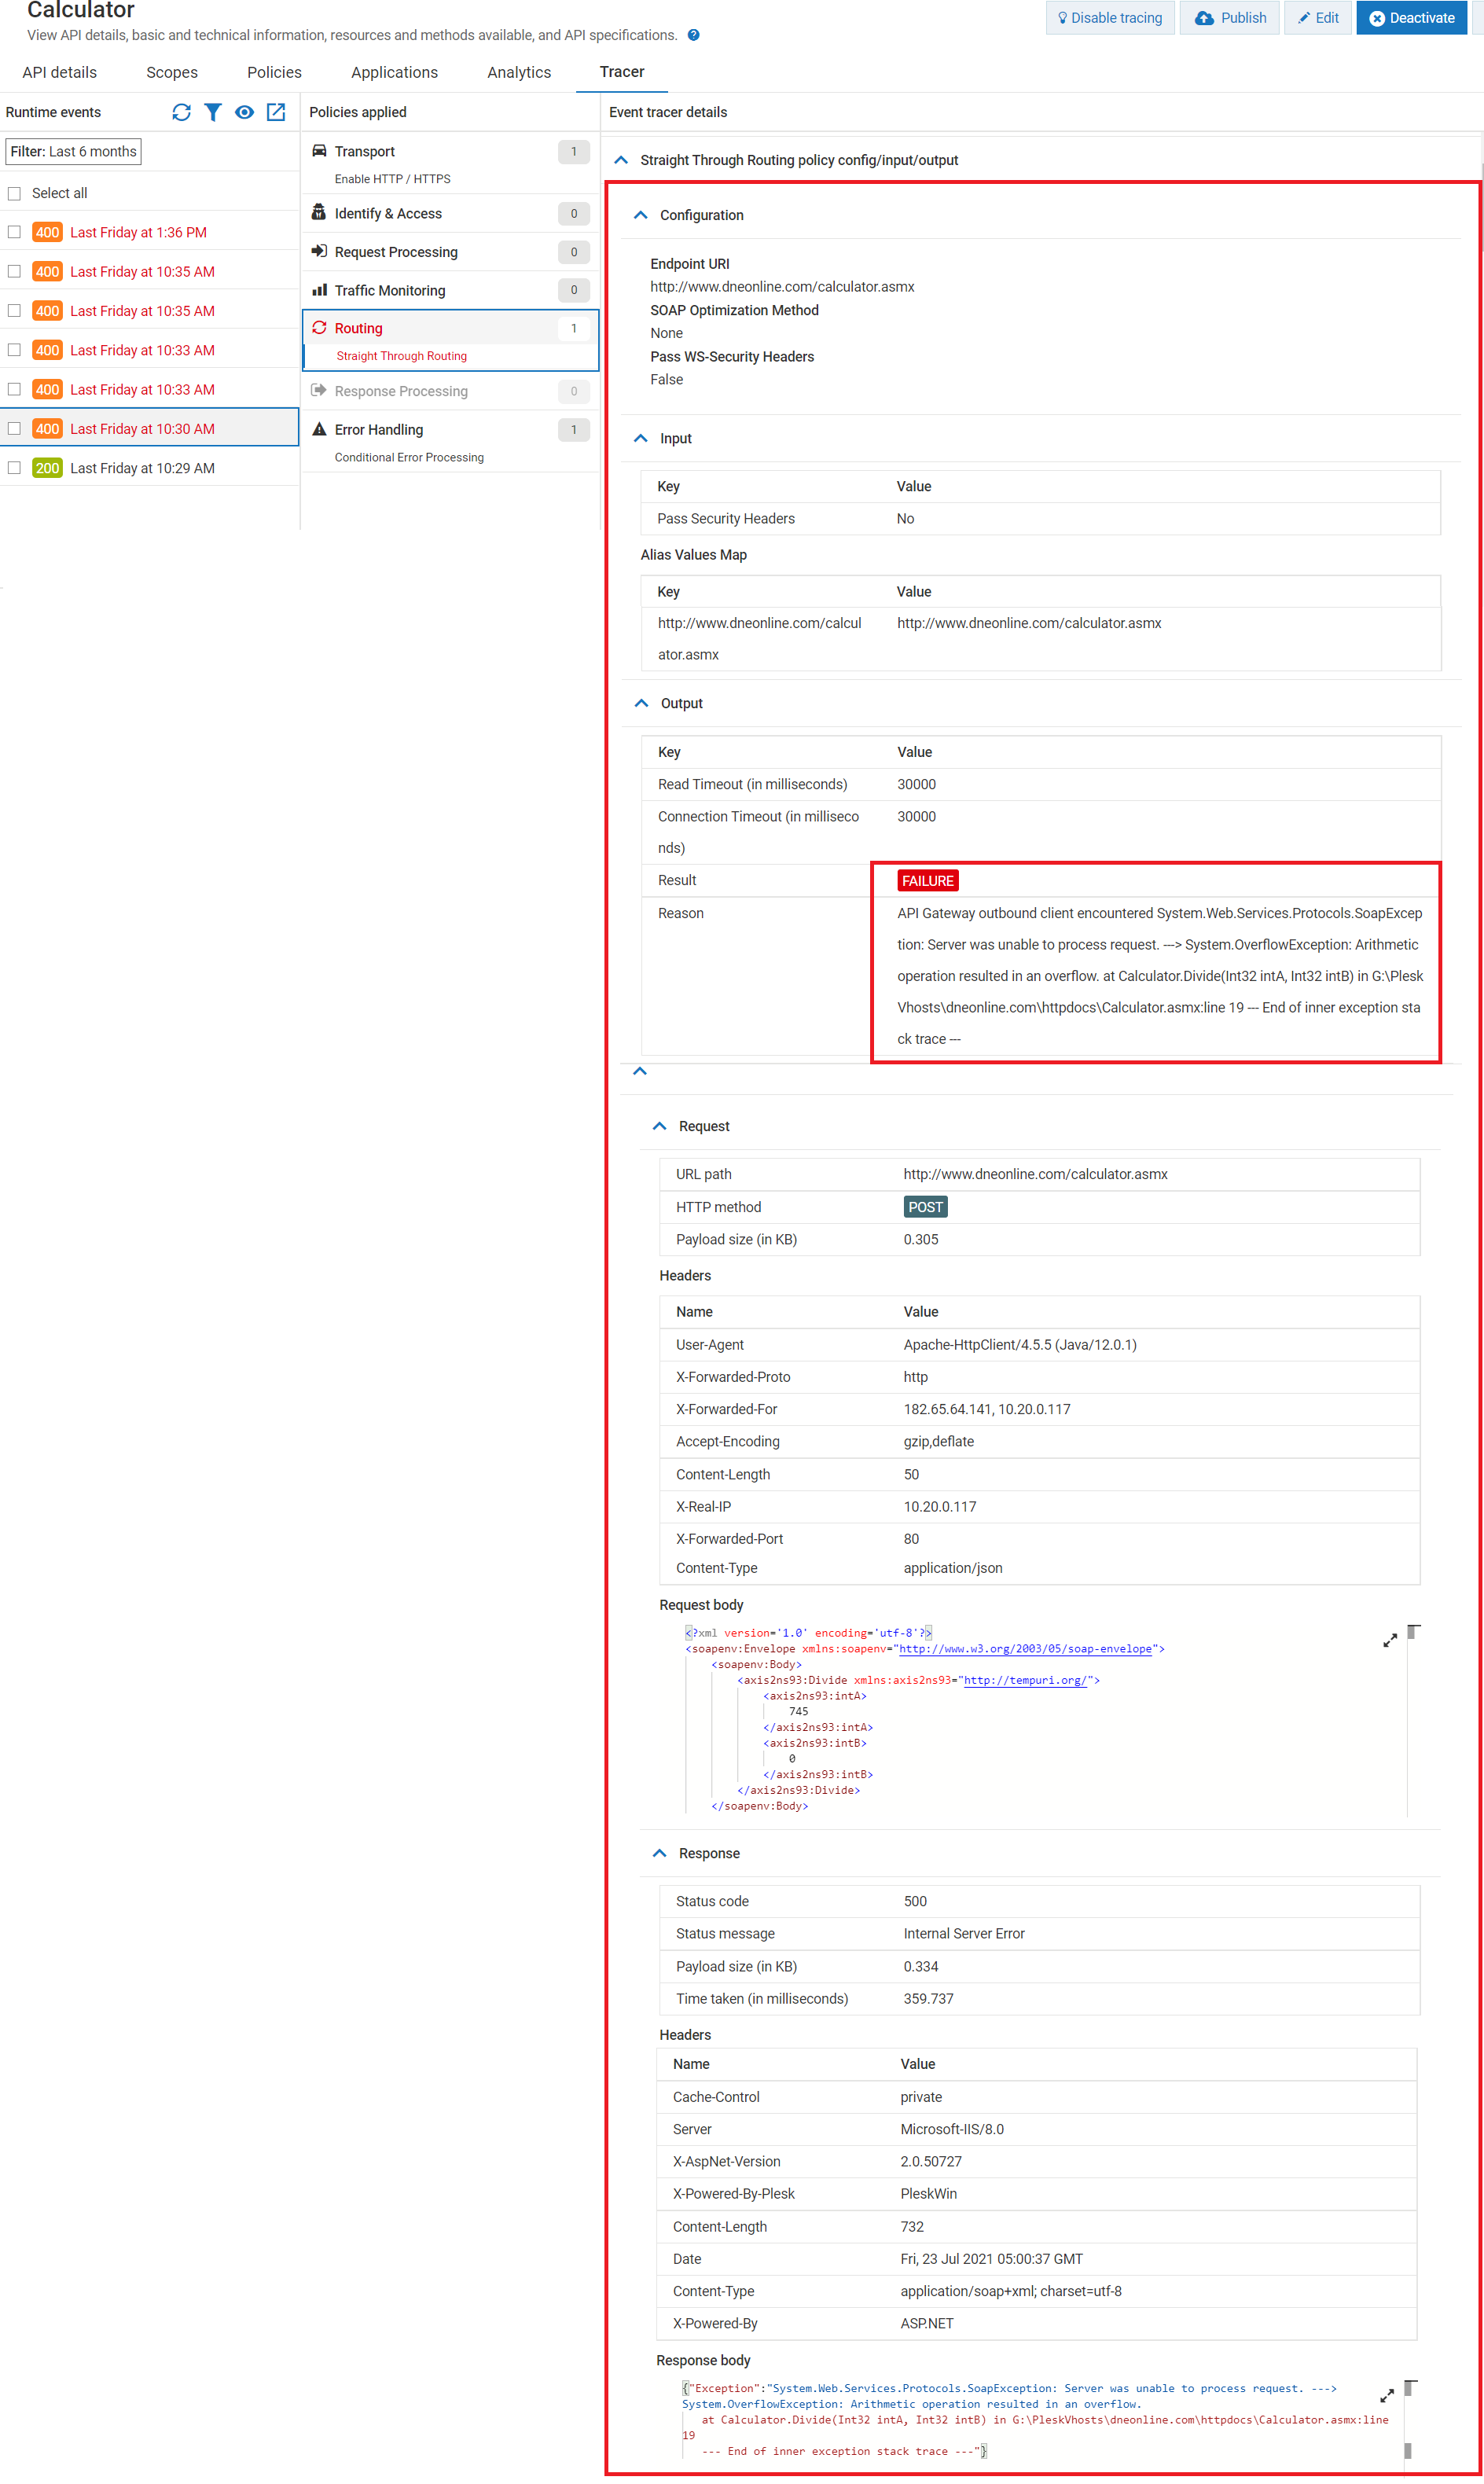 Calculator
View API details, basic and technical information, resources and methods available, and API specifications.
Disable tracing
Publish
Edit
Deactivate
API details
Scopes
Policies
Applications
Analytics
Tracer
Runtime events
Filter: Last 6 months
Select all
400 Last Friday at 1:36 PM
400 Last Friday at 10:35 AM
400 Last Friday at 10:35 AM
400 Last Friday at 10:33 AM
400 Last Friday at 10:33 AM
400 Last Friday at 10:30 AM
200 Last Friday at 10:29 AM
Policies applied
Transport 1
Enable HTTP / HTTPS
Identify & Access 0
Request Processing 0
Traffic Monitoring 0
Routing 1
Straight Through Routing
Response Processing 0
Error Handling 1
Conditional Error Processing
Event tracer details
Straight Through Routing policy config/input/output
Configuration
Endpoint URI
http://www.dneonline.com/calculator.asmx
SOAP Optimization Method
None
Pass WS-Security Headers
False
Input
Key Value
Pass Security Headers No
Alias Values Map
Key Value
http://www.dneonline.com/calcul http://www.dneonline.com/calculator.asmx
ator.asmx
Output
Key Value
Read Timeout (in milliseconds) 30000
Connection Timeout (in milliseco 30000
nds)
Result FAILURE
Reason API Gateway outbound client encountered System.Web.Services.Protocols.SoapExcep
tion: Server was unable to process request. ---> System.OverflowException: Arithmetic
operation resulted in an overflow. at Calculator.Divide(Int32 intA, Int32 intB) in G:\Plesk
Vhosts\dneonline.com\httpdocs\Calculator.asmx:line 19 --- End of inner exception sta
ck trace ---
Request
URL path http://www.dneonline.com/calculator.asmx
HTTP method POST
Payload size (in KB) 0.305
Headers
Name Value
User-Agent Apache-HttpClient/4.5.5 (Java/12.0.1)
X-Forwarded-Proto http
X-Forwarded-For 182.65.64.141, 10.20.0.117
Accept-Encoding gzip,deflate
Content-Length 50
X-Real-IP 10.20.0.117
X-Forwarded-Port 80
Content-Type application/json
Request body
<?xml version='1.0' encoding='utf-8'?>
<soapenv:Envelope xmlns:soapenv="http://www.w3.org/2003/05/soap-envelope">
<soapenv:Body>
<axis2ns93:Divide xmlns:axis2ns93="http://tempuri.org/">
<axis2ns93:intA>
745
</axis2ns93:intA>
<axis2ns93:intB>
0
</axis2ns93:intB>
</axis2ns93:Divide>
</soapenv:Body>
Response
Status code 500
Status message Internal Server Error
Payload size (in KB) 0.334
Time taken (in milliseconds) 359.737
Headers
Name Value
Cache-Control private
Server Microsoft-IIS/8.0
X-AspNet-Version 2.0.50727
X-Powered-By-Plesk PleskWin
Content-Length 732
Date Fri, 23 Jul 2021 05:00:37 GMT
Content-Type application/soap+xml; charset=utf-8
X-Powered-By ASP.NET
Response body
{"Exception":"System.Web.Services.Protocols.SoapException: Server was unable to process request. --->
System.OverflowException: Arithmetic operation resulted in an overflow.
at Calculator.Divide(Int32 intA, Int32 intB) in G:\PleskVhosts\dneonline.com\httpdocs\Calculator.asmx:line
19
--- End of inner exception stack trace ---"}